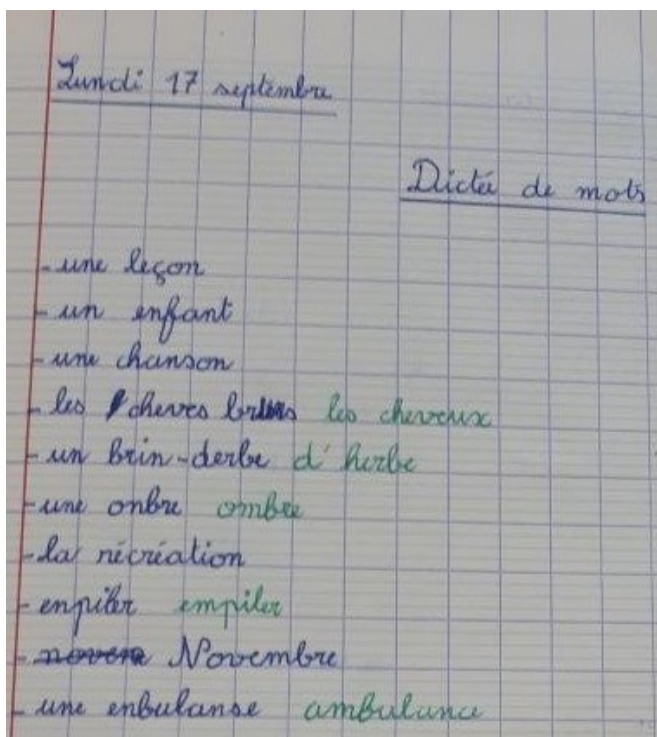 Lundi 17 septembre
Dictée de mots
- une leçon
- un enfant
- une chanson
- les cheves bruns les cheveux
- un brin-derbe d'herbe
- une onbre ombre
- la récréation
- enpiler empiler
- Novembre
- une enbulanse ambulance